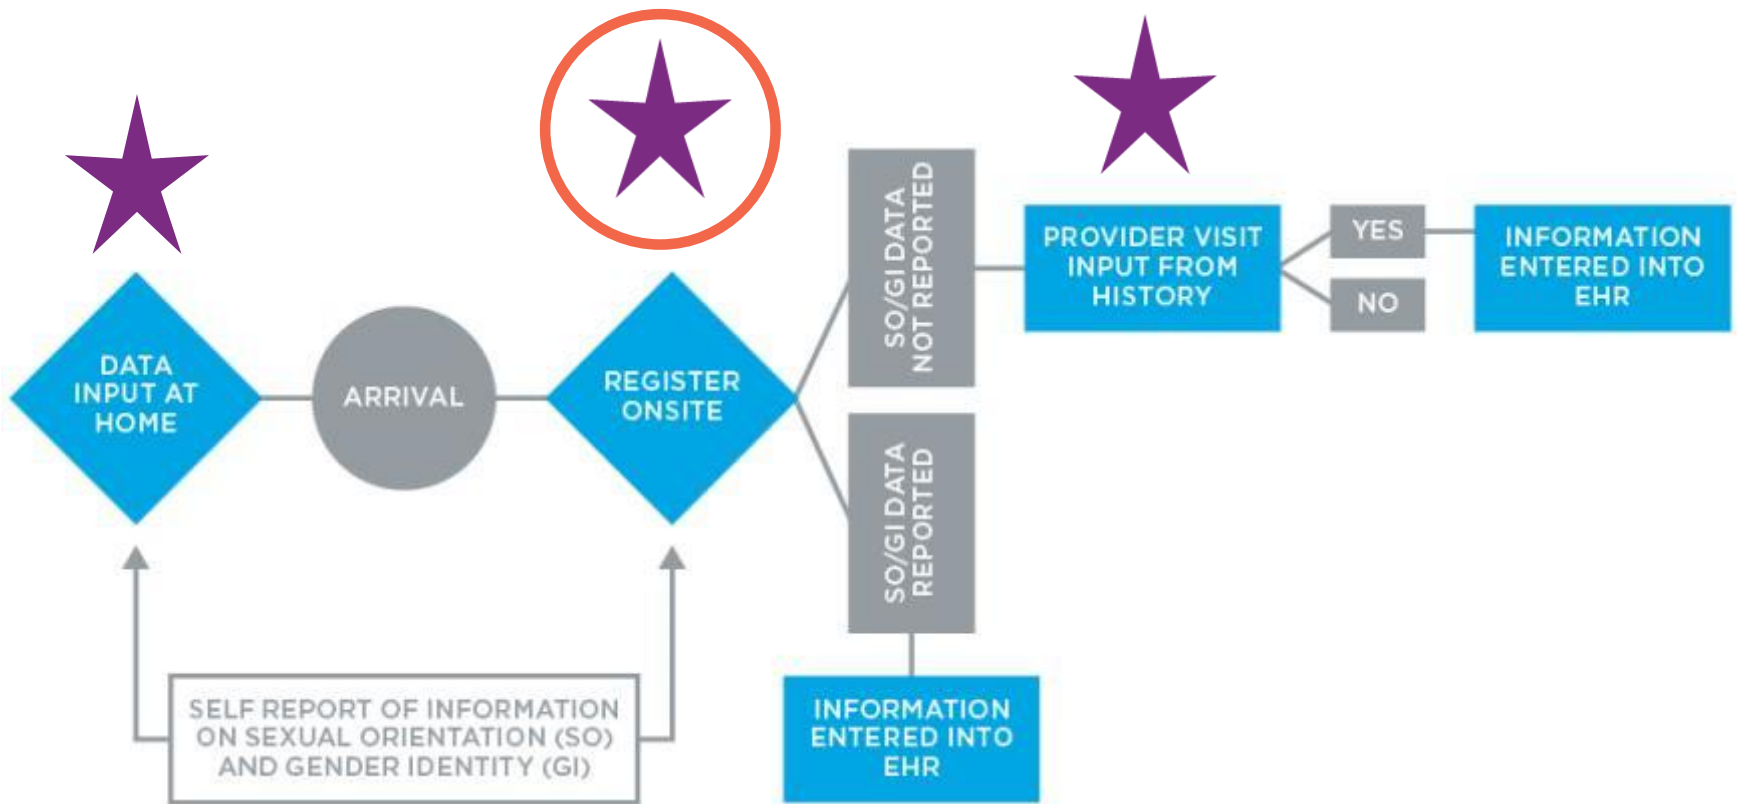 DATA
INPUT AT
HOME
ARRIVAL
REGISTER
ONSITE
SO/GI DATA
NOT REPORTED
SO/GI DATA
REPORTED
PROVIDER VISIT
INPUT FROM
HISTORY
YES
NO
INFORMATION
ENTERED INTO
EHR
SELF REPORT OF INFORMATION
ON SEXUAL ORIENTATION (SO)
AND GENDER IDENTITY (GI)
INFORMATION
ENTERED INTO
EHR